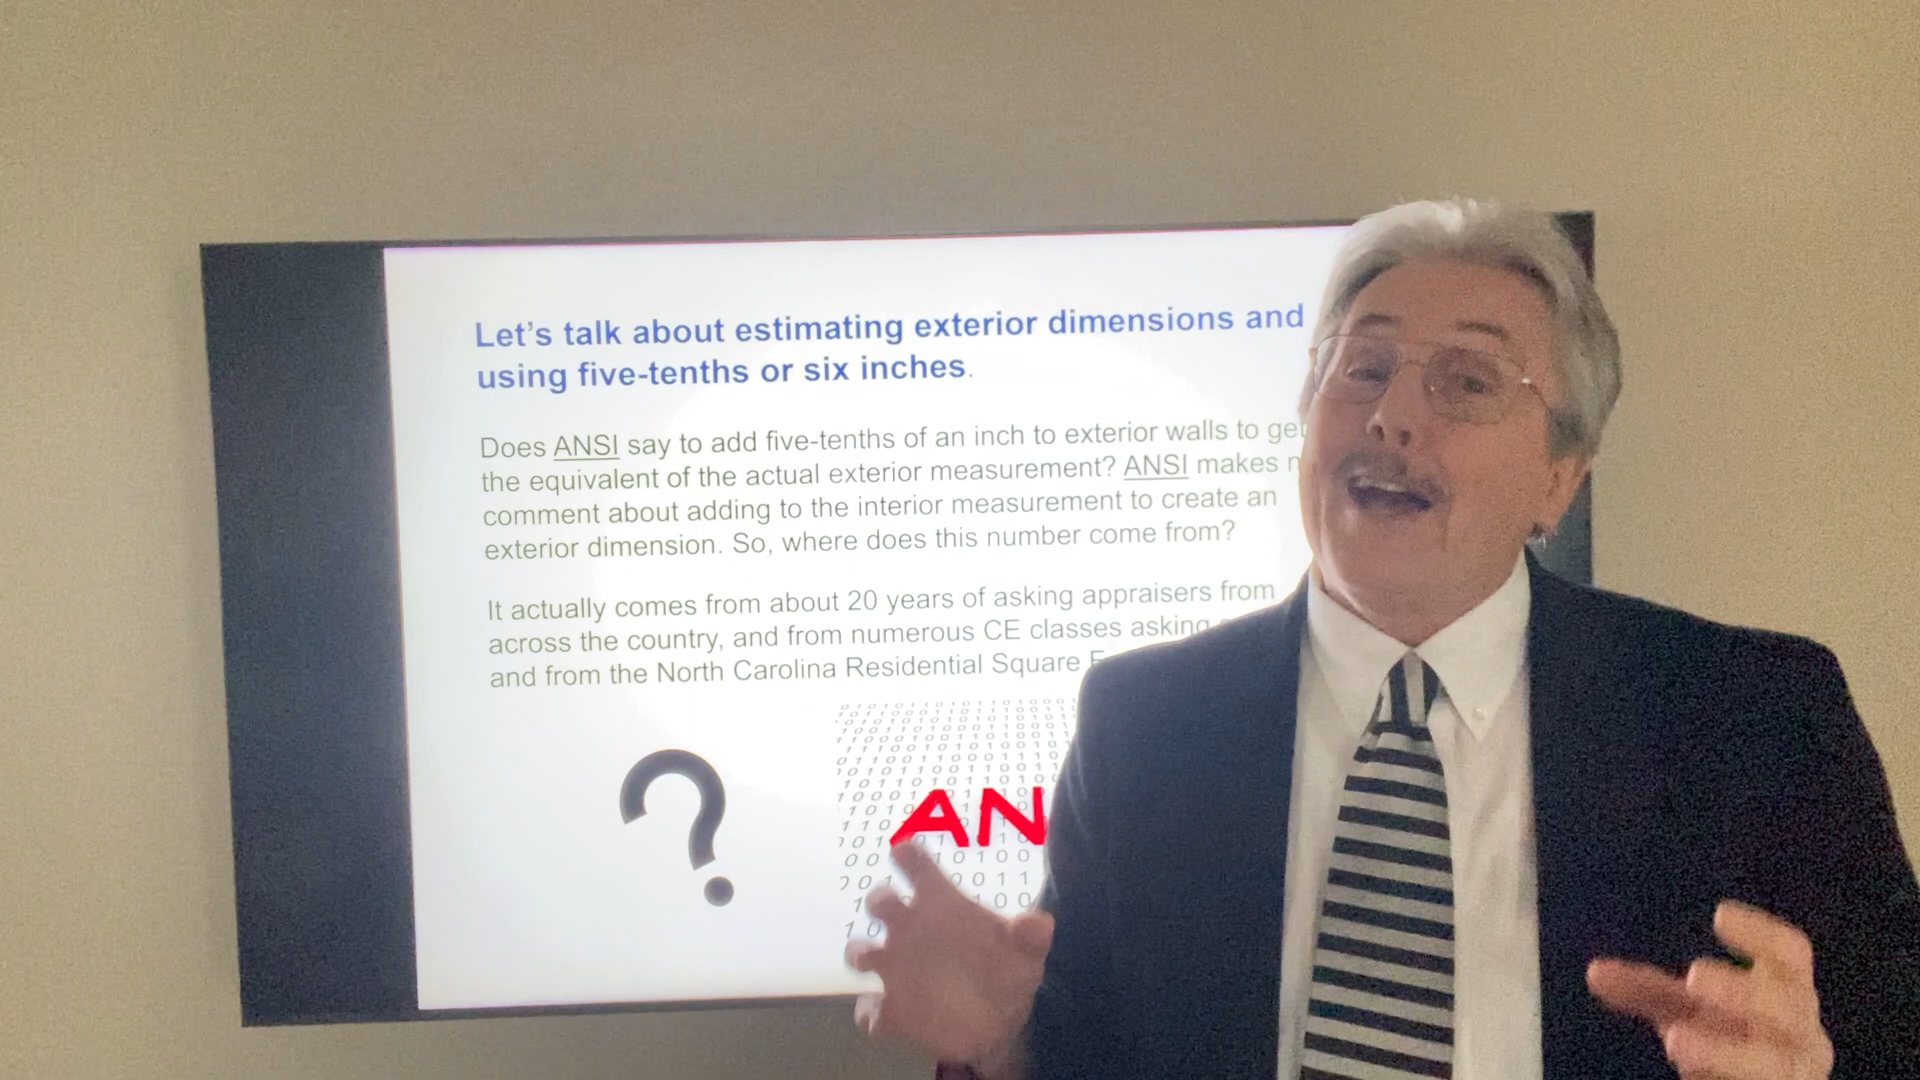 Let's talk about estimating exterior dimensions and
using five-tenths or six inches.
Does ANSI say to add five-tenths of an inch to exterior walls to get
the equivalent of the actual exterior measurement? ANSI makes
comment about adding to the interior measurement to create an
exterior dimension. So, where does this number come from?
It actually comes from about 20 years of asking appraisers from
across the country, and from numerous CE classes asking
and from the North Carolina Residential Square
?
AN